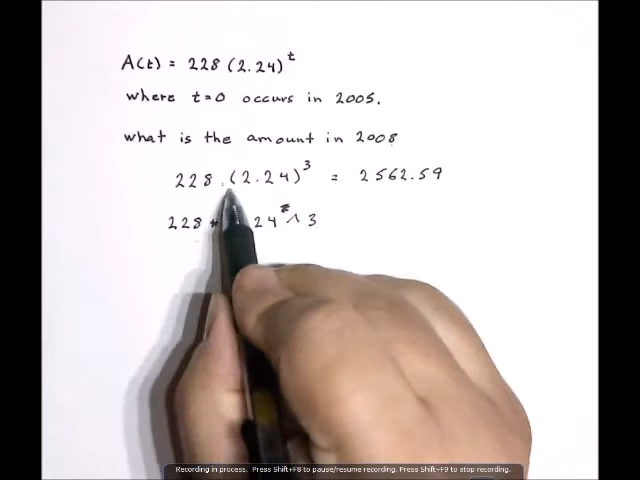 A(t) = 228 (2.24)^t
where t=0 occurs in 2005.
what is the amount in 2008
228 · (2.24)^3 = 2562.59
228 * 24 ^ 3
Recording in process. Press Shift+F8 to pause/resume recording. Press Shift+F9 to stop recording.